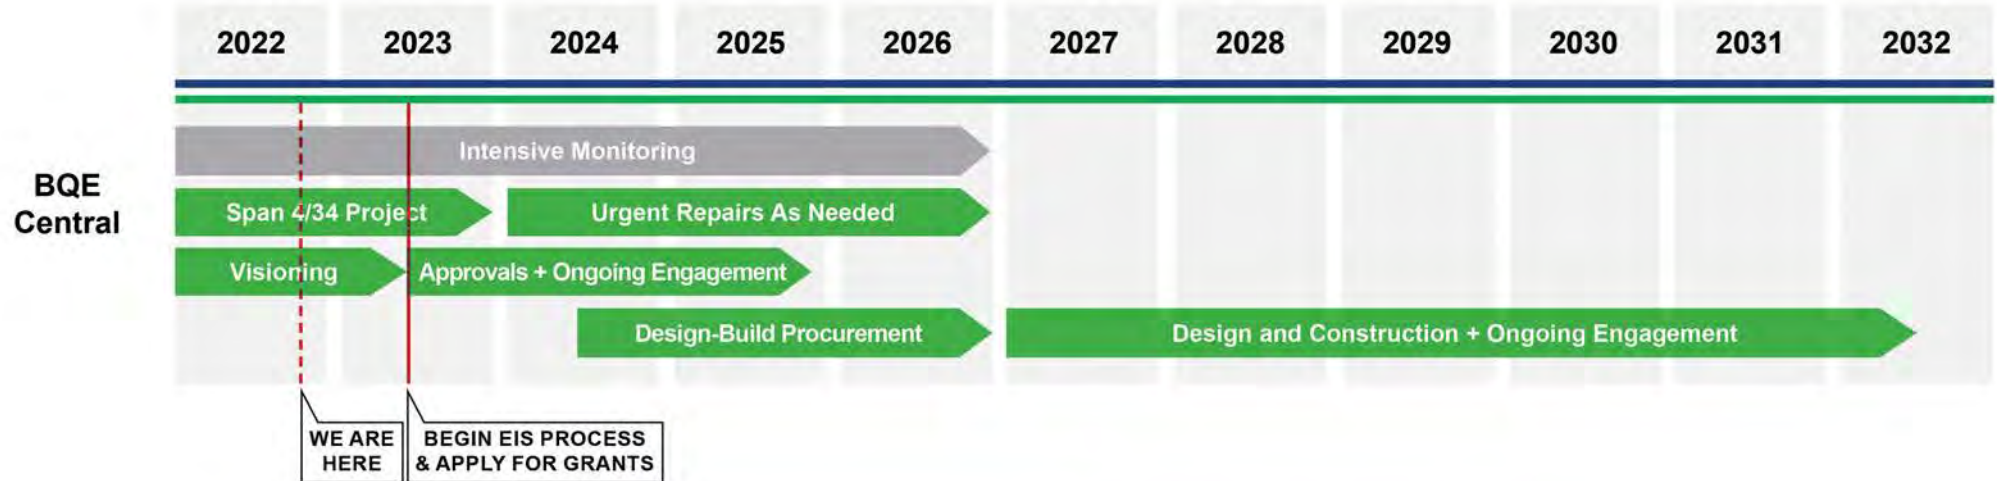 2022 2023 2024 2025 2026 2027 2028 2029 2030 2031 2032
BQE
Central
Intensive Monitoring
Span 4/34 Project
Urgent Repairs As Needed
Visioning
Approvals + Ongoing Engagement
Design-Build Procurement
Design and Construction + Ongoing Engagement
WE ARE
HERE
BEGIN EIS PROCESS
& APPLY FOR GRANTS